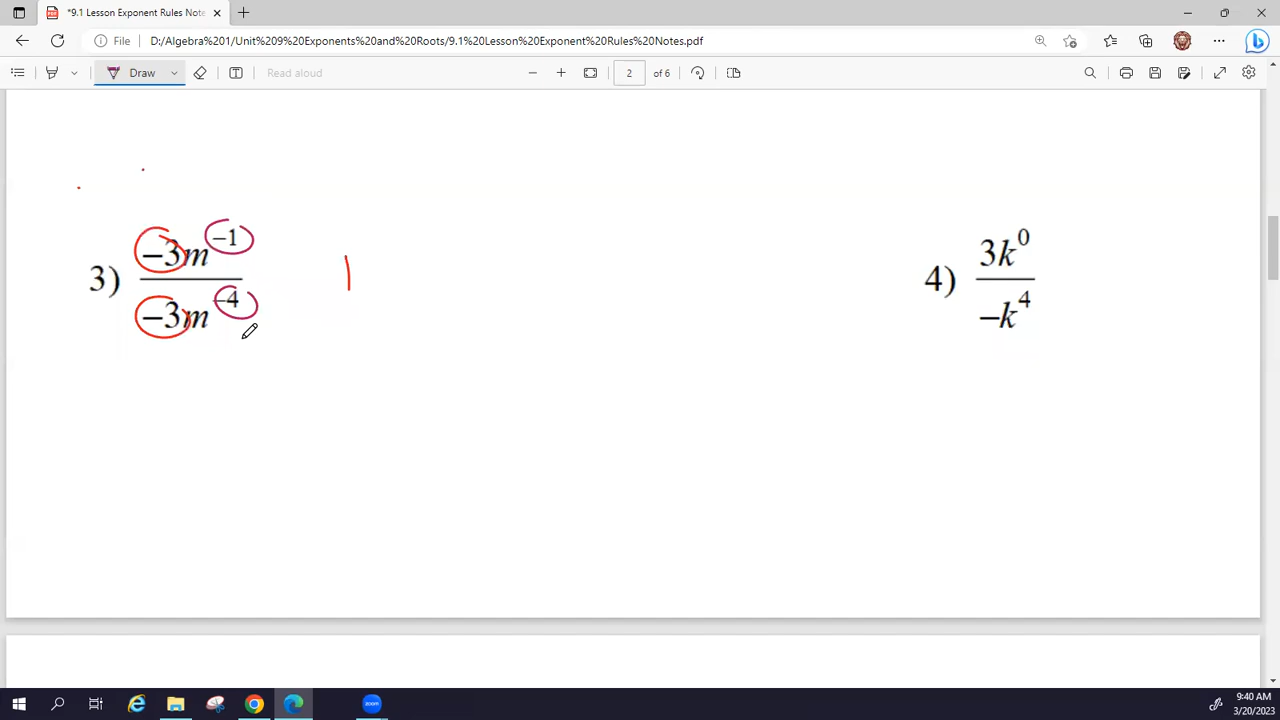 *9.1 Lesson Exponent Rules Note
File D:/Algebra%201/Unit%209%20Exponents%20and%20Roots/9.1%20Lesson%20Exponent%20Rules%20Notes.pdf
Draw Read aloud 2 of 6
3) −3m^−1 / −3m^−4 1
4) 3k^0 / −k^4
zoom
9:40 AM
3/20/2023